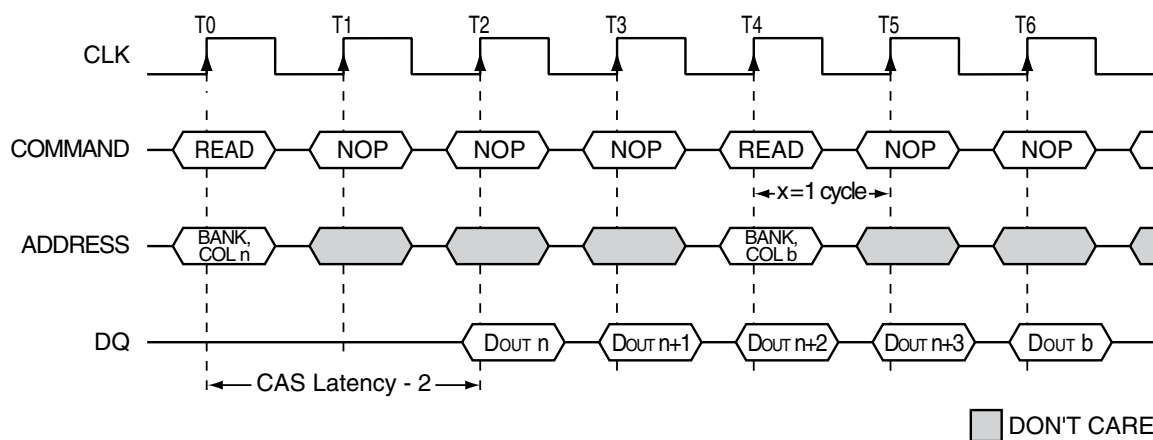 T0 T1 T2 T3 T4 T5 T6
CLK
COMMAND READ NOP NOP NOP READ NOP NOP
x=1 cycle
ADDRESS BANK, COL n BANK, COL b
DQ DOUT n DOUT n+1 DOUT n+2 DOUT n+3 DOUT b
CAS Latency - 2
DON'T CARE